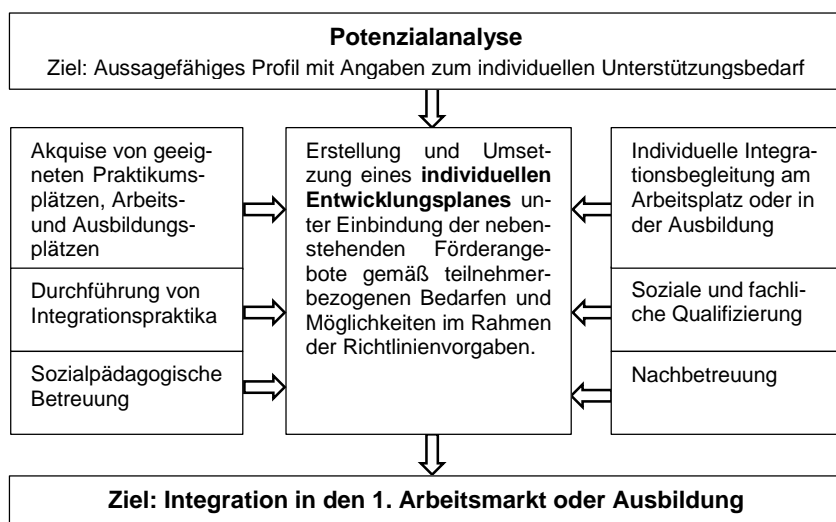 Potenzialanalyse
Ziel: Aussagefähiges Profil mit Angaben zum individuellen Unterstützungsbedarf
Akquise von geeig-
neten Praktikums-
plätzen, Arbeits-
und Ausbildungs-
plätzen
Durchführung von
Integrationspraktika
Sozialpädagogische
Betreuung
Erstellung und Umset-
zung eines individuellen
Entwicklungsplanes un-
ter Einbindung der neben-
stehenden Förderange-
bote gemäß teilnehmer-
bezogenen Bedarfen und
Möglichkeiten im Rahmen
der Richtlinienvorgaben.
Individuelle Integra-
tionsbegleitung am
Arbeitsplatz oder in
der Ausbildung
Soziale und fachli-
che Qualifizierung
Nachbetreuung
Ziel: Integration in den 1. Arbeitsmarkt oder Ausbildung